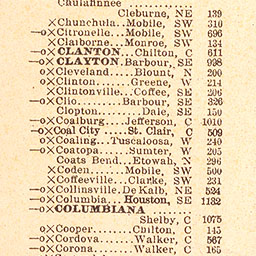 Caulafinnee ............
Cleburne, NE 139
×Chunchula..Mobile, SW 310
—o×Citronelle...Mobile, SW 696
×Claiborne...Monroe, SW 134
—o×CLANTON...Chilton, C 611
—o×CLAYTON.Barbour, SE 998
o×Cleveland.....Blount, N 200
o×Clinton........Greene, W 214
×Clintonville....Coffee, SE 206
—o×Clio.........Barbour, SE 326
Clopton.........Dale, SE 150
—o×Coalburg....Jefferson, C 1010
—o×Coal City .....St. Clair, C 509
o×Coaling...Tuscaloosa, W 240
—o×Coatopa......Sumter, W 205
Coats Bend...Etowah, N 296
×Coden.......Mobile, SW 500
×Coffeeville...Clarke, SW 231
—o×Collinsville.De Kalb, NE 524
—o×Columbia...Houston, SE 1132
—o×COLUMBIANA .......
Shelby, C 1075
o×Cooper.......Chilton, C 145
—o×Cordova......Walker, C 567
o×Corona.......Walker, C 165